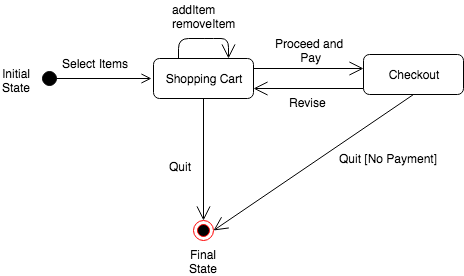 addItem
removeItem
Select Items
Proceed and
Pay
Initial
State
Shopping Cart
Checkout
Revise
Quit
Quit [No Payment]
Final
State